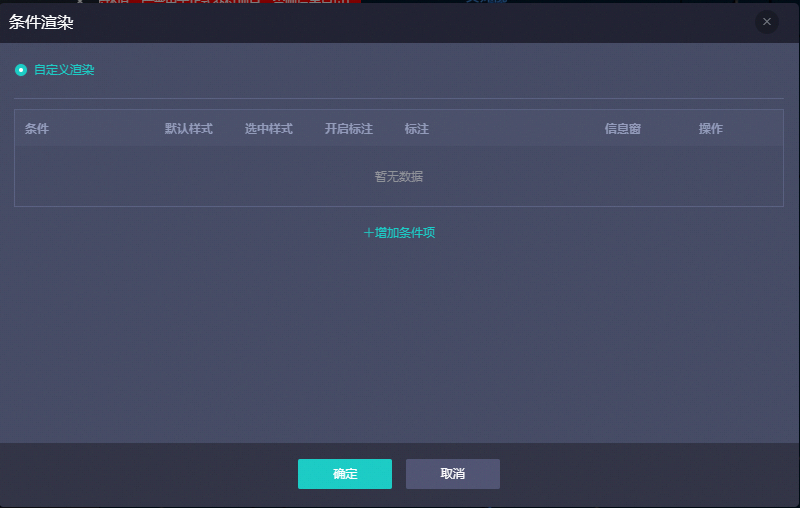 条件渲染
自定义渲染
条件 默认样式 选中样式 开启标注 标注 信息窗 操作
暂无数据
+增加条件项
确定 取消